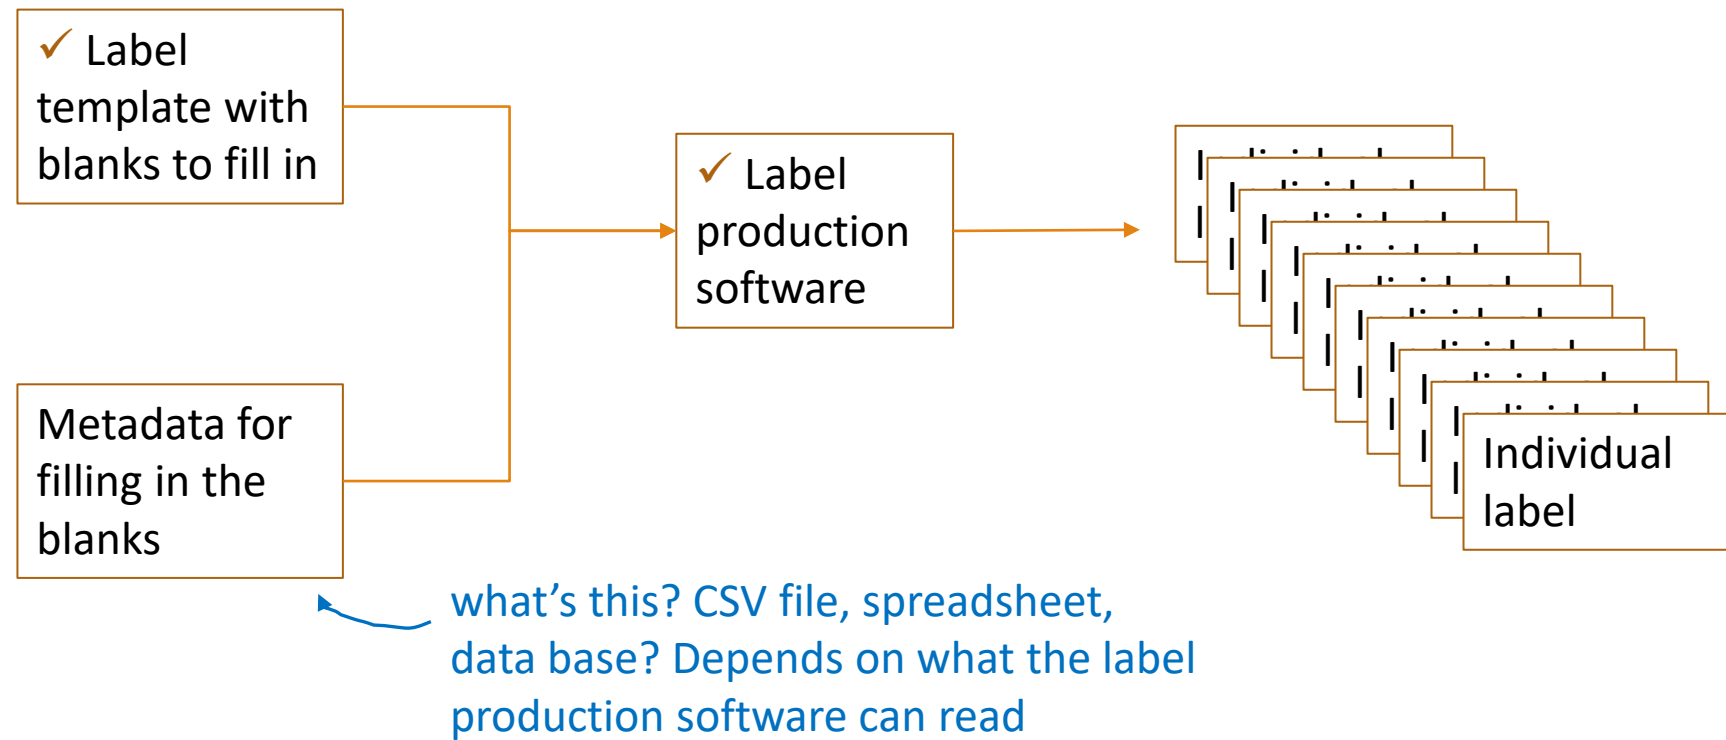 ✓ Label
template with
blanks to fill in
✓ Label
production
software
Metadata for
filling in the
blanks
Individual
label
what's this? CSV file, spreadsheet,
data base? Depends on what the label
production software can read